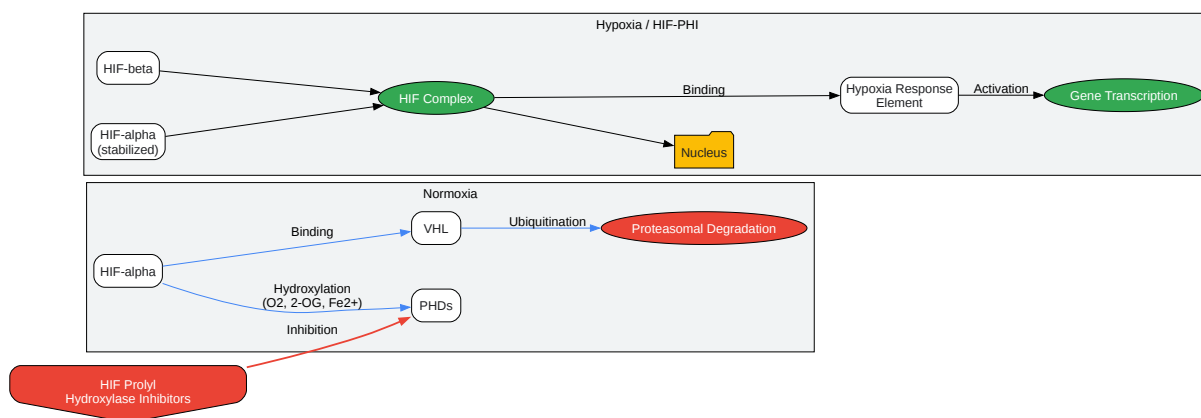 Hypoxia / HIF-PHI
HIF-beta
HIF-alpha
(stabilized)
HIF Complex
Binding
Nucleus
Hypoxia Response
Element
Activation
Gene Transcription
Normoxia
HIF-alpha
Binding
VHL
Ubiquitination
Proteasomal Degradation
Hydroxylation
(O2, 2-OG, Fe2+)
PHDs
Inhibition
HIF Prolyl
Hydroxylase Inhibitors